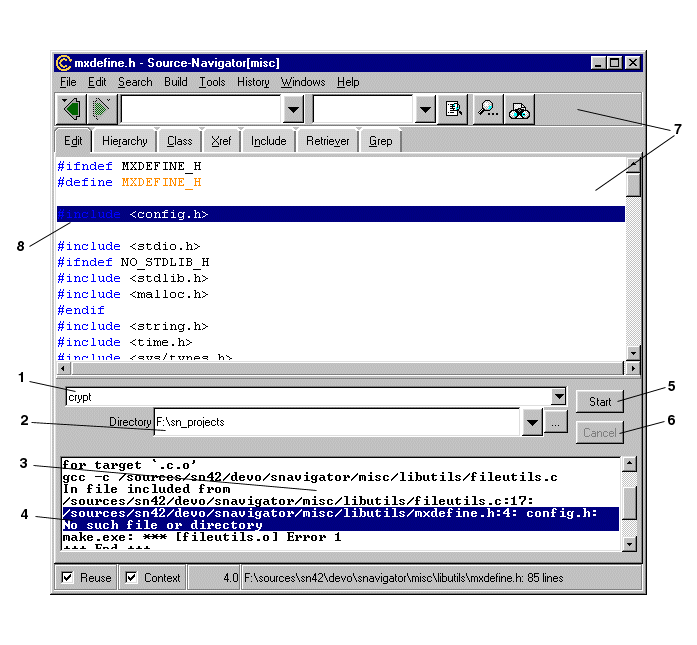 mxdefine.h - Source-Navigator[misc]
File Edit Search Build Tools History Windows Help
7
Edit Hierarchy Class Xref Include Retriever Grep
#ifndef MXDEFINE_H
#define MXDEFINE_H
#include <config.h>
8
#include <stdio.h>
#ifndef NO_STDLIB_H
#include <stdlib.h>
#include <malloc.h>
#endif
#include <string.h>
#include <time.h>
#include <sys/types.h>
1
crypt
Start
5
2
Directory F:\sn_projects
...
Cancel
6
3
for target `.c.o'
gcc -c /sources/sn42/devo/snavigator/misc/libutils/fileutils.c
In file included from
/sources/sn42/devo/snavigator/misc/libutils/fileutils.c:17:
4
/sources/sn42/devo/snavigator/misc/libutils/mxdefine.h:4: config.h:
No such file or directory
make.exe: *** [fileutils.o] Error 1
*** End ***
Reuse Context 4.0 F:\sources\sn42\devo\snavigator\misc\libutils\mxdefine.h: 85 lines